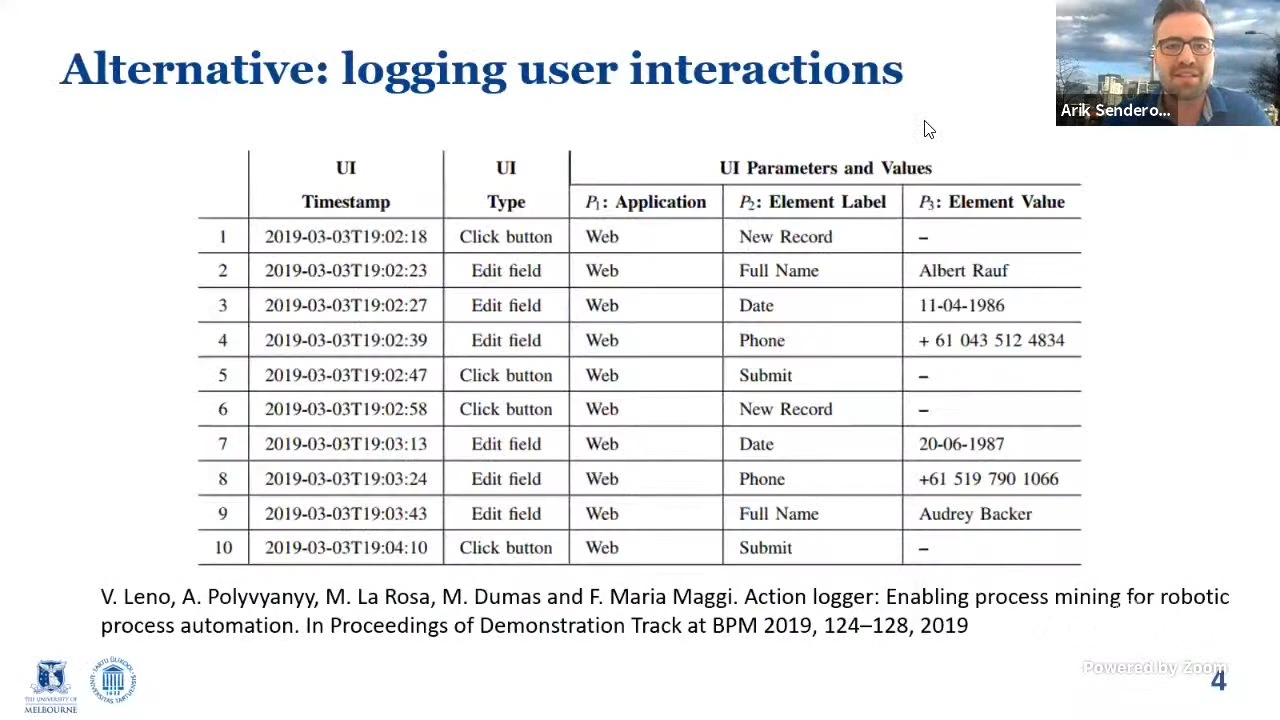 Alternative: logging user interactions
Arik Sendero...
UI Timestamp | UI Type | UI Parameters and Values
P1: Application | P2: Element Label | P3: Element Value
1 | 2019-03-03T19:02:18 | Click button | Web | New Record | –
2 | 2019-03-03T19:02:23 | Edit field | Web | Full Name | Albert Rauf
3 | 2019-03-03T19:02:27 | Edit field | Web | Date | 11-04-1986
4 | 2019-03-03T19:02:39 | Edit field | Web | Phone | + 61 043 512 4834
5 | 2019-03-03T19:02:47 | Click button | Web | Submit | –
6 | 2019-03-03T19:02:58 | Click button | Web | New Record | –
7 | 2019-03-03T19:03:13 | Edit field | Web | Date | 20-06-1987
8 | 2019-03-03T19:03:24 | Edit field | Web | Phone | +61 519 790 1066
9 | 2019-03-03T19:03:43 | Edit field | Web | Full Name | Audrey Backer
10 | 2019-03-03T19:04:10 | Click button | Web | Submit | –
V. Leno, A. Polyvyanyy, M. La Rosa, M. Dumas and F. Maria Maggi. Action logger: Enabling process mining for robotic
process automation. In Proceedings of Demonstration Track at BPM 2019, 124–128, 2019
THE UNIVERSITY OF
MELBOURNE
Powered by Zoom
4